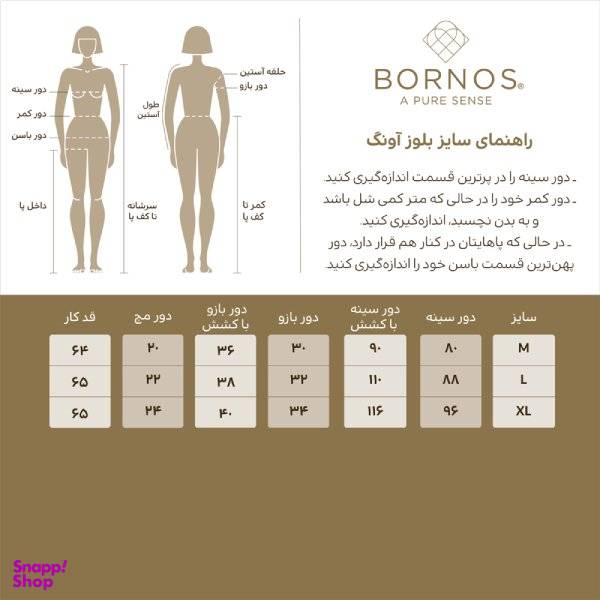 BORNOS®
A PURE SENSE
راهنمای سایز بلوز آونگ
ـ دور سینه را در پرترین قسمت اندازه‌گیری کنید.
ـ دور کمر خود را در حالی که متر کمی شل باشد
و به بدن نچسبد، اندازه‌گیری کنید.
ـ در حالی که پاهایتان در کنار هم قرار دارد، دور
پهن‌ترین قسمت باسن خود را اندازه‌گیری کنید.
حلقه آستین
دور بازو
طول
آستین
دور سینه
دور کمر
دور باسن
کمر تا
کف پا
سرشانه
تا کف پا
داخل پا
سایز دور سینه دور سینه با کشش دور بازو دور بازو با کشش دور مچ قد کار
M ۸۰ ۹۰ ۳۰ ۳۶ ۲۰ ۶۴
L ۸۸ ۱۱۰ ۳۲ ۳۸ ۲۲ ۶۵
XL ۹۶ ۱۱۶ ۳۴ ۴۰ ۲۴ ۶۵
Snapp!
Shop